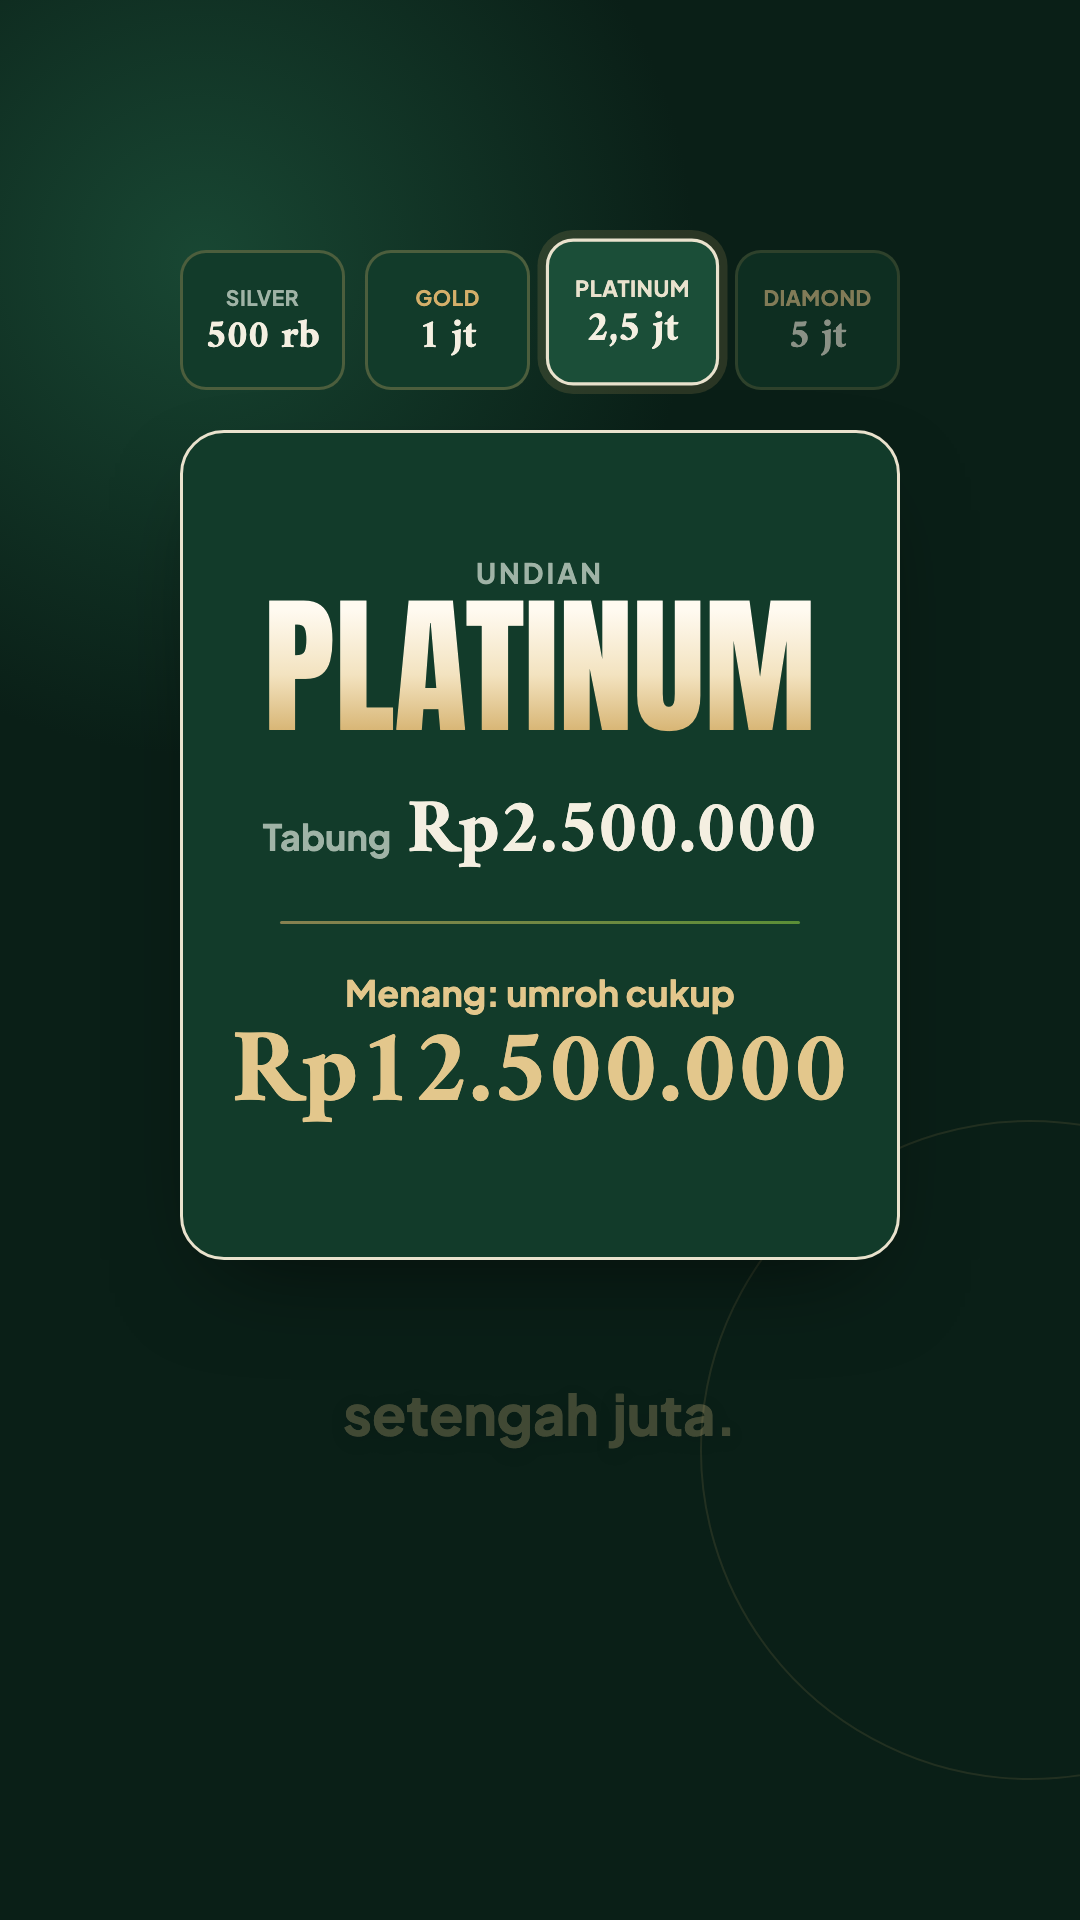 SILVER
500 rb
GOLD
1 jt
PLATINUM
2,5 jt
DIAMOND
5 jt
UNDIAN
PLATINUM
Tabung Rp2.500.000
Menang: umroh cukup
Rp12.500.000
setengah juta.